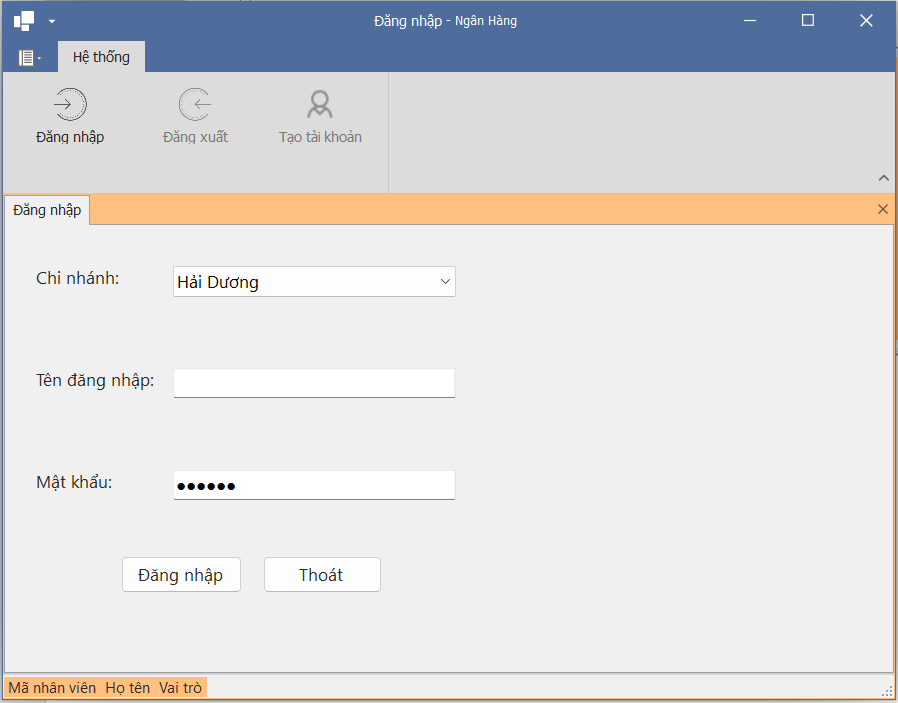 Đăng nhập - Ngân Hàng
Hệ thống
Đăng nhập Đăng xuất Tạo tài khoản
Đăng nhập
Chi nhánh: Hải Dương
Tên đăng nhập:
Mật khẩu: ●●●●●●
Đăng nhập Thoát
Mã nhân viên Họ tên Vai trò